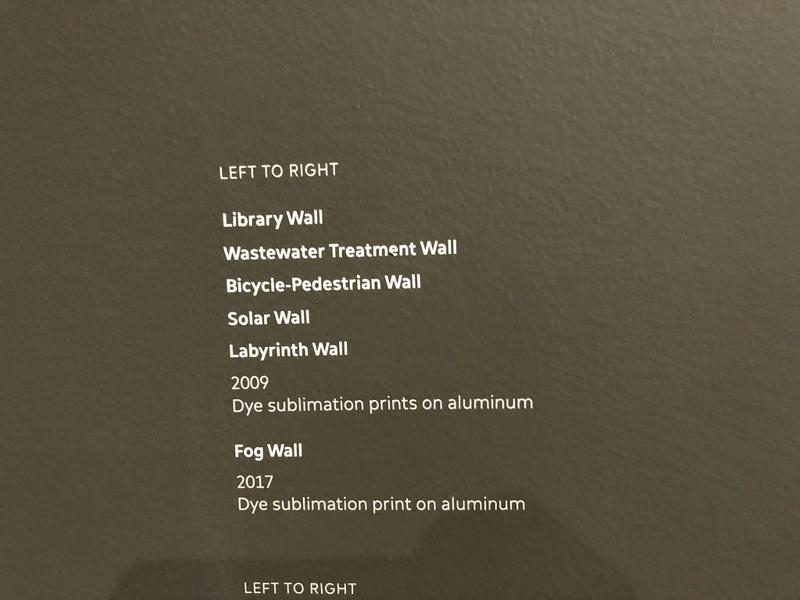 LEFT TO RIGHT
Library Wall
Wastewater Treatment Wall
Bicycle-Pedestrian Wall
Solar Wall
Labyrinth Wall
2009
Dye sublimation prints on aluminum
Fog Wall
2017
Dye sublimation print on aluminum
LEFT TO RIGHT